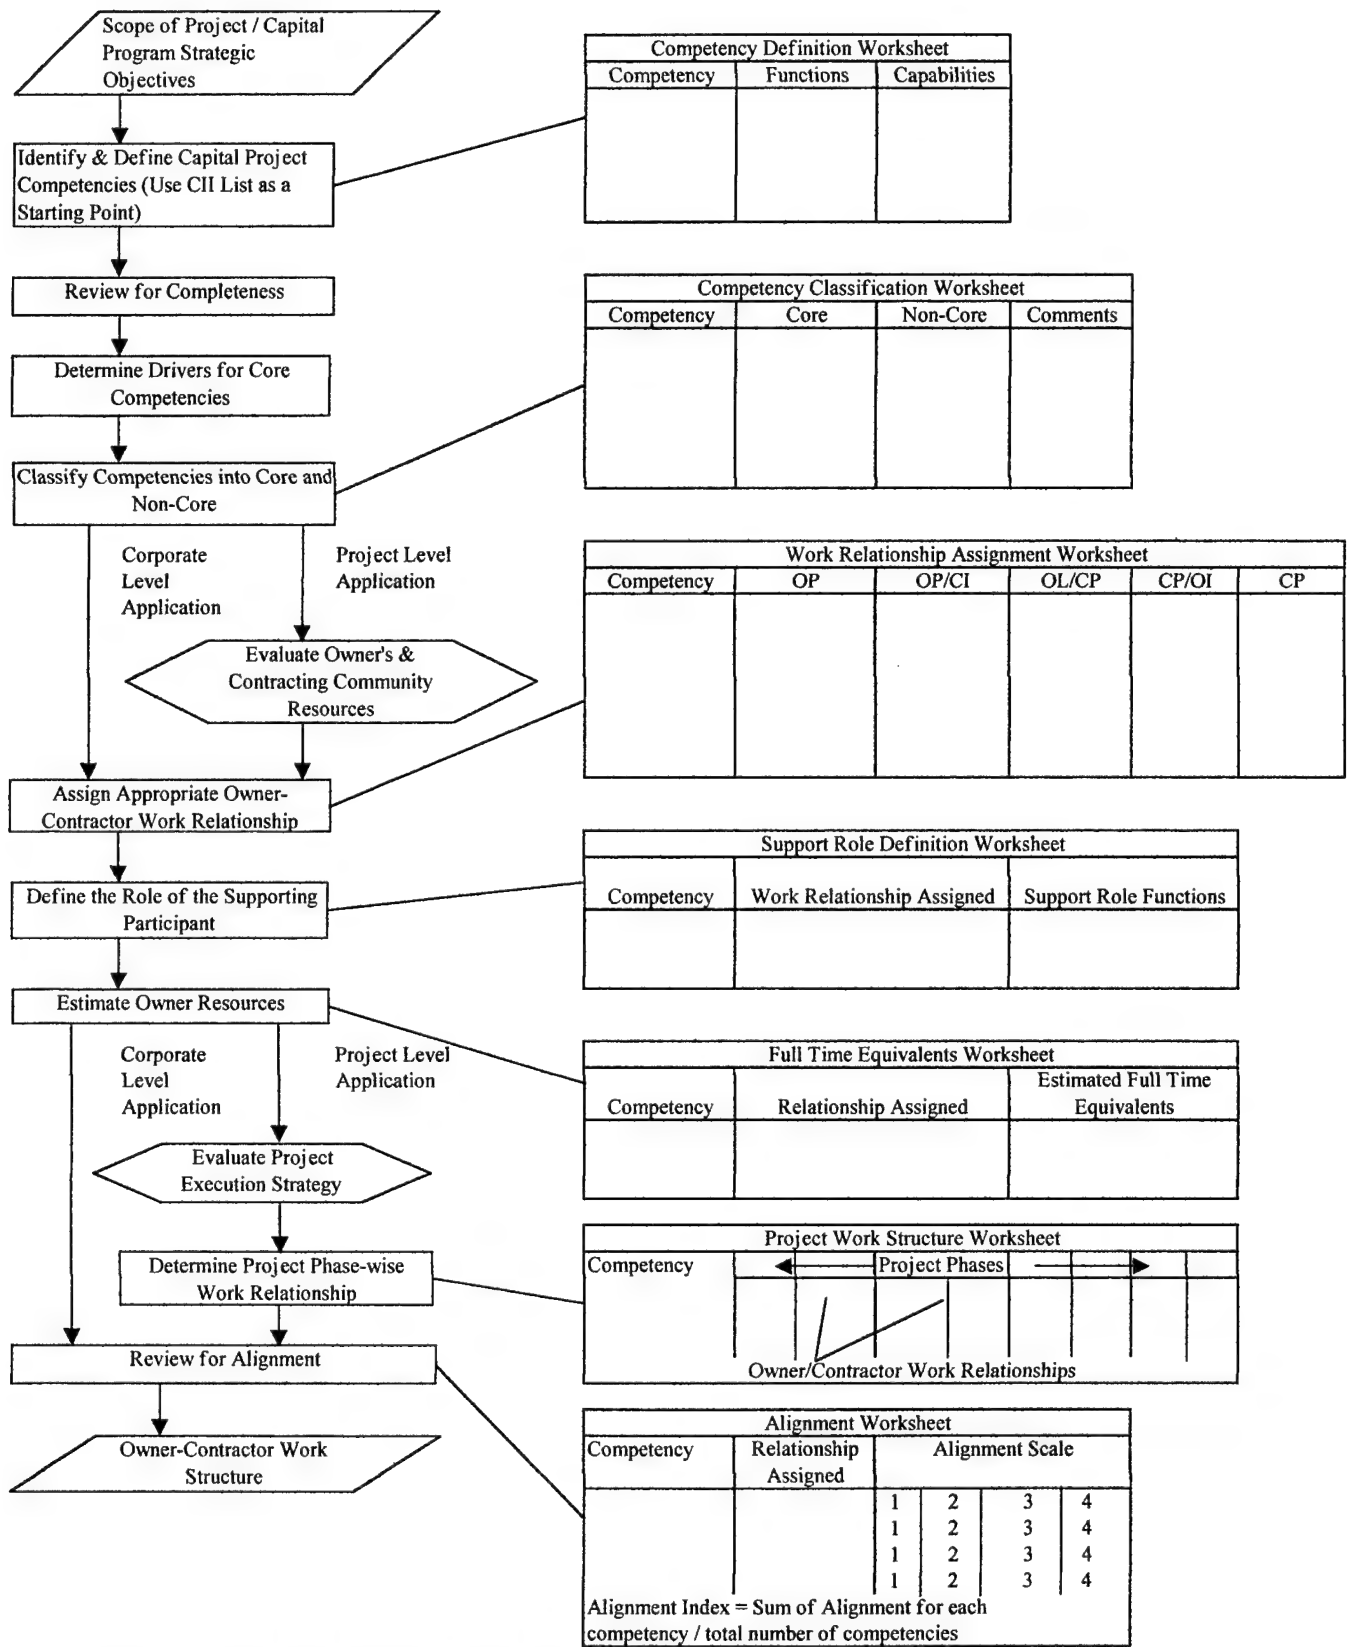 Scope of Project / Capital
Program Strategic
Objectives
Identify & Define Capital Project
Competencies (Use CII List as a
Starting Point)
Review for Completeness
Determine Drivers for Core
Competencies
Classify Competencies into Core and
Non-Core
Corporate
Level
Application
Project Level
Application
Evaluate Owner's &
Contracting Community
Resources
Assign Appropriate Owner-
Contractor Work Relationship
Define the Role of the Supporting
Participant
Estimate Owner Resources
Corporate
Level
Application
Project Level
Application
Evaluate Project
Execution Strategy
Determine Project Phase-wise
Work Relationship
Review for Alignment
Owner-Contractor Work
Structure
Competency Definition Worksheet
Competency Functions Capabilities
Competency Classification Worksheet
Competency Core Non-Core Comments
Work Relationship Assignment Worksheet
Competency OP OP/CI OL/CP CP/OI CP
Support Role Definition Worksheet
Competency Work Relationship Assigned Support Role Functions
Full Time Equivalents Worksheet
Competency Relationship Assigned Estimated Full Time
Equivalents
Project Work Structure Worksheet
Competency Project Phases
Owner/Contractor Work Relationships
Alignment Worksheet
Competency Relationship Alignment Scale
Assigned
1 2 3 4
1 2 3 4
1 2 3 4
1 2 3 4
Alignment Index = Sum of Alignment for each
competency / total number of competencies